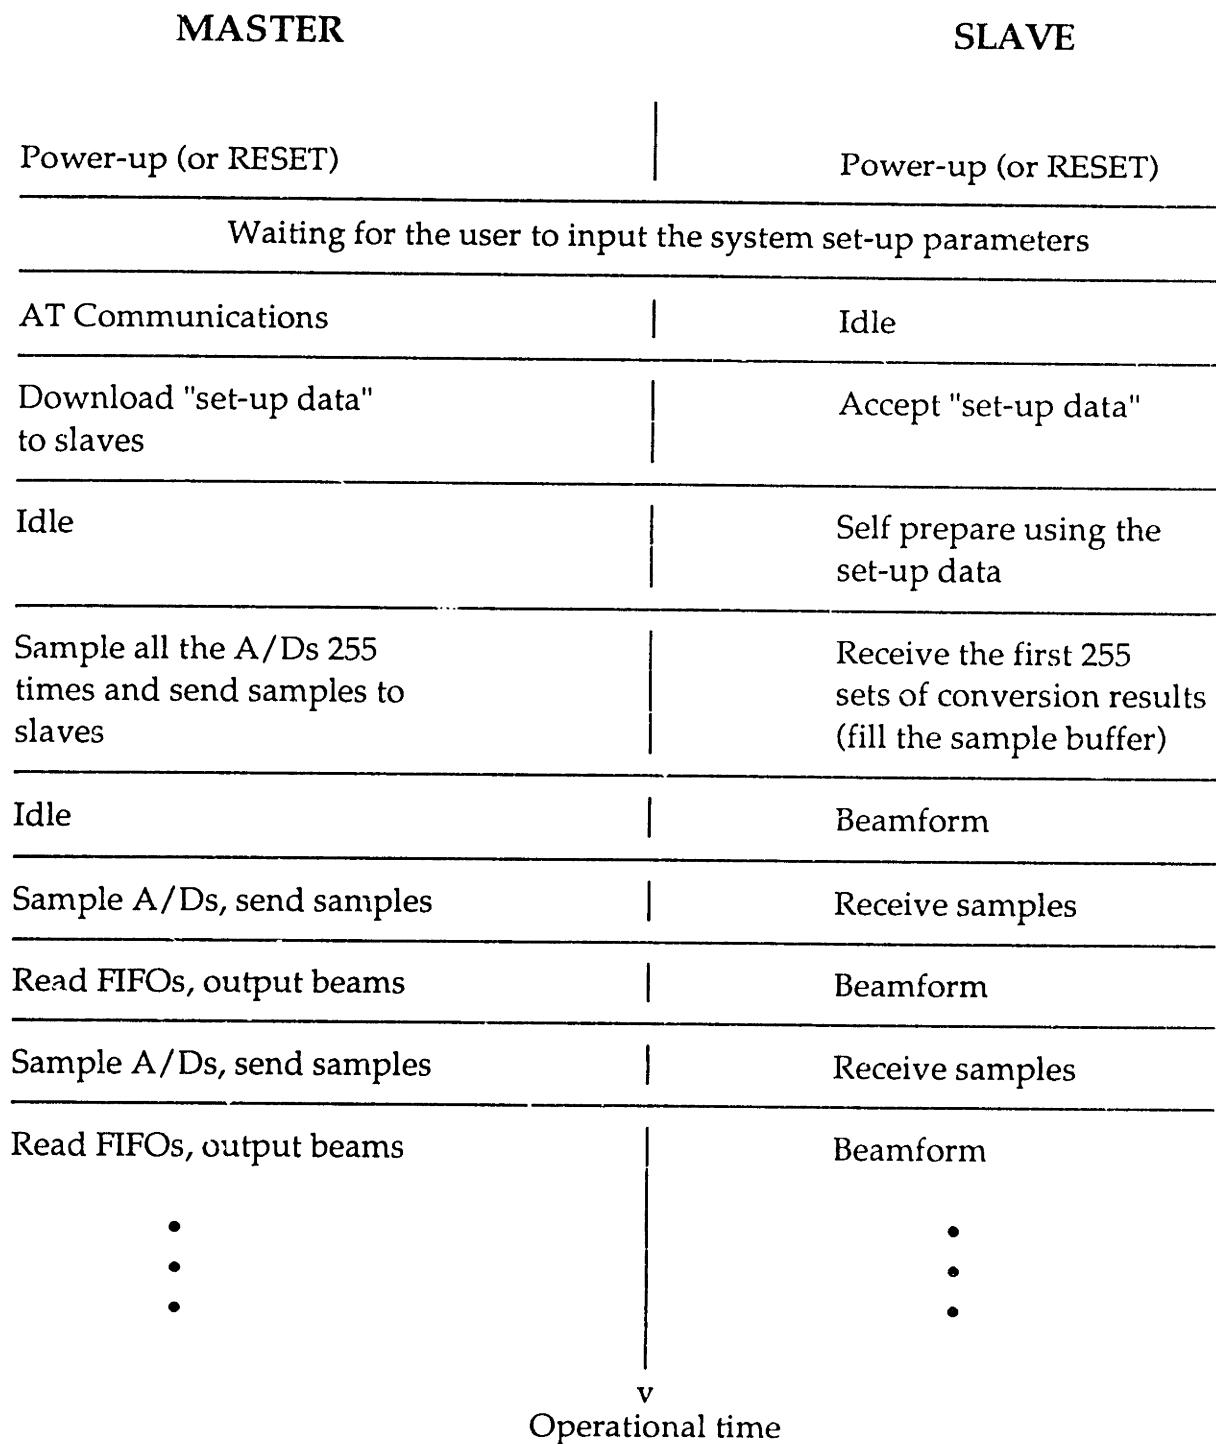 MASTER SLAVE
Power-up (or RESET) Power-up (or RESET)
Waiting for the user to input the system set-up parameters
AT Communications Idle
Download "set-up data" Accept "set-up data"
to slaves
Idle Self prepare using the
set-up data
Sample all the A/Ds 255 Receive the first 255
times and send samples to sets of conversion results
slaves (fill the sample buffer)
Idle Beamform
Sample A/Ds, send samples Receive samples
Read FIFOs, output beams Beamform
Sample A/Ds, send samples Receive samples
Read FIFOs, output beams Beamform
v
Operational time